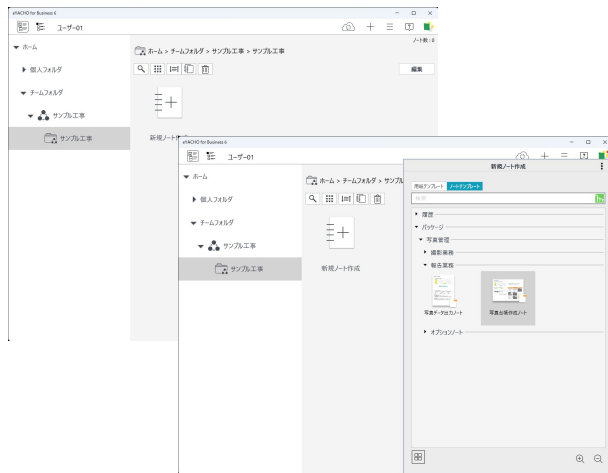 eYACHO for Business 6
ユーザー01
ホーム
個人フォルダ
チームフォルダ
サンプル工事
サンプル工事
ノート数:0
ホーム > チームフォルダ > サンプル工事 > サンプル工事
編集
新規ノート作成
eYACHO for Business 6
ユーザー01
ホーム
個人フォルダ
チームフォルダ
サンプル工事
サンプル工事
ホーム > チームフォルダ > サンプル
新規ノート作成
新規ノート作成
用紙テンプレート ノートテンプレート
検索
履歴
パッケージ
写真管理
撮影業務
報告業務
写真データ出力ノート 写真台帳作成ノート
オプションノート